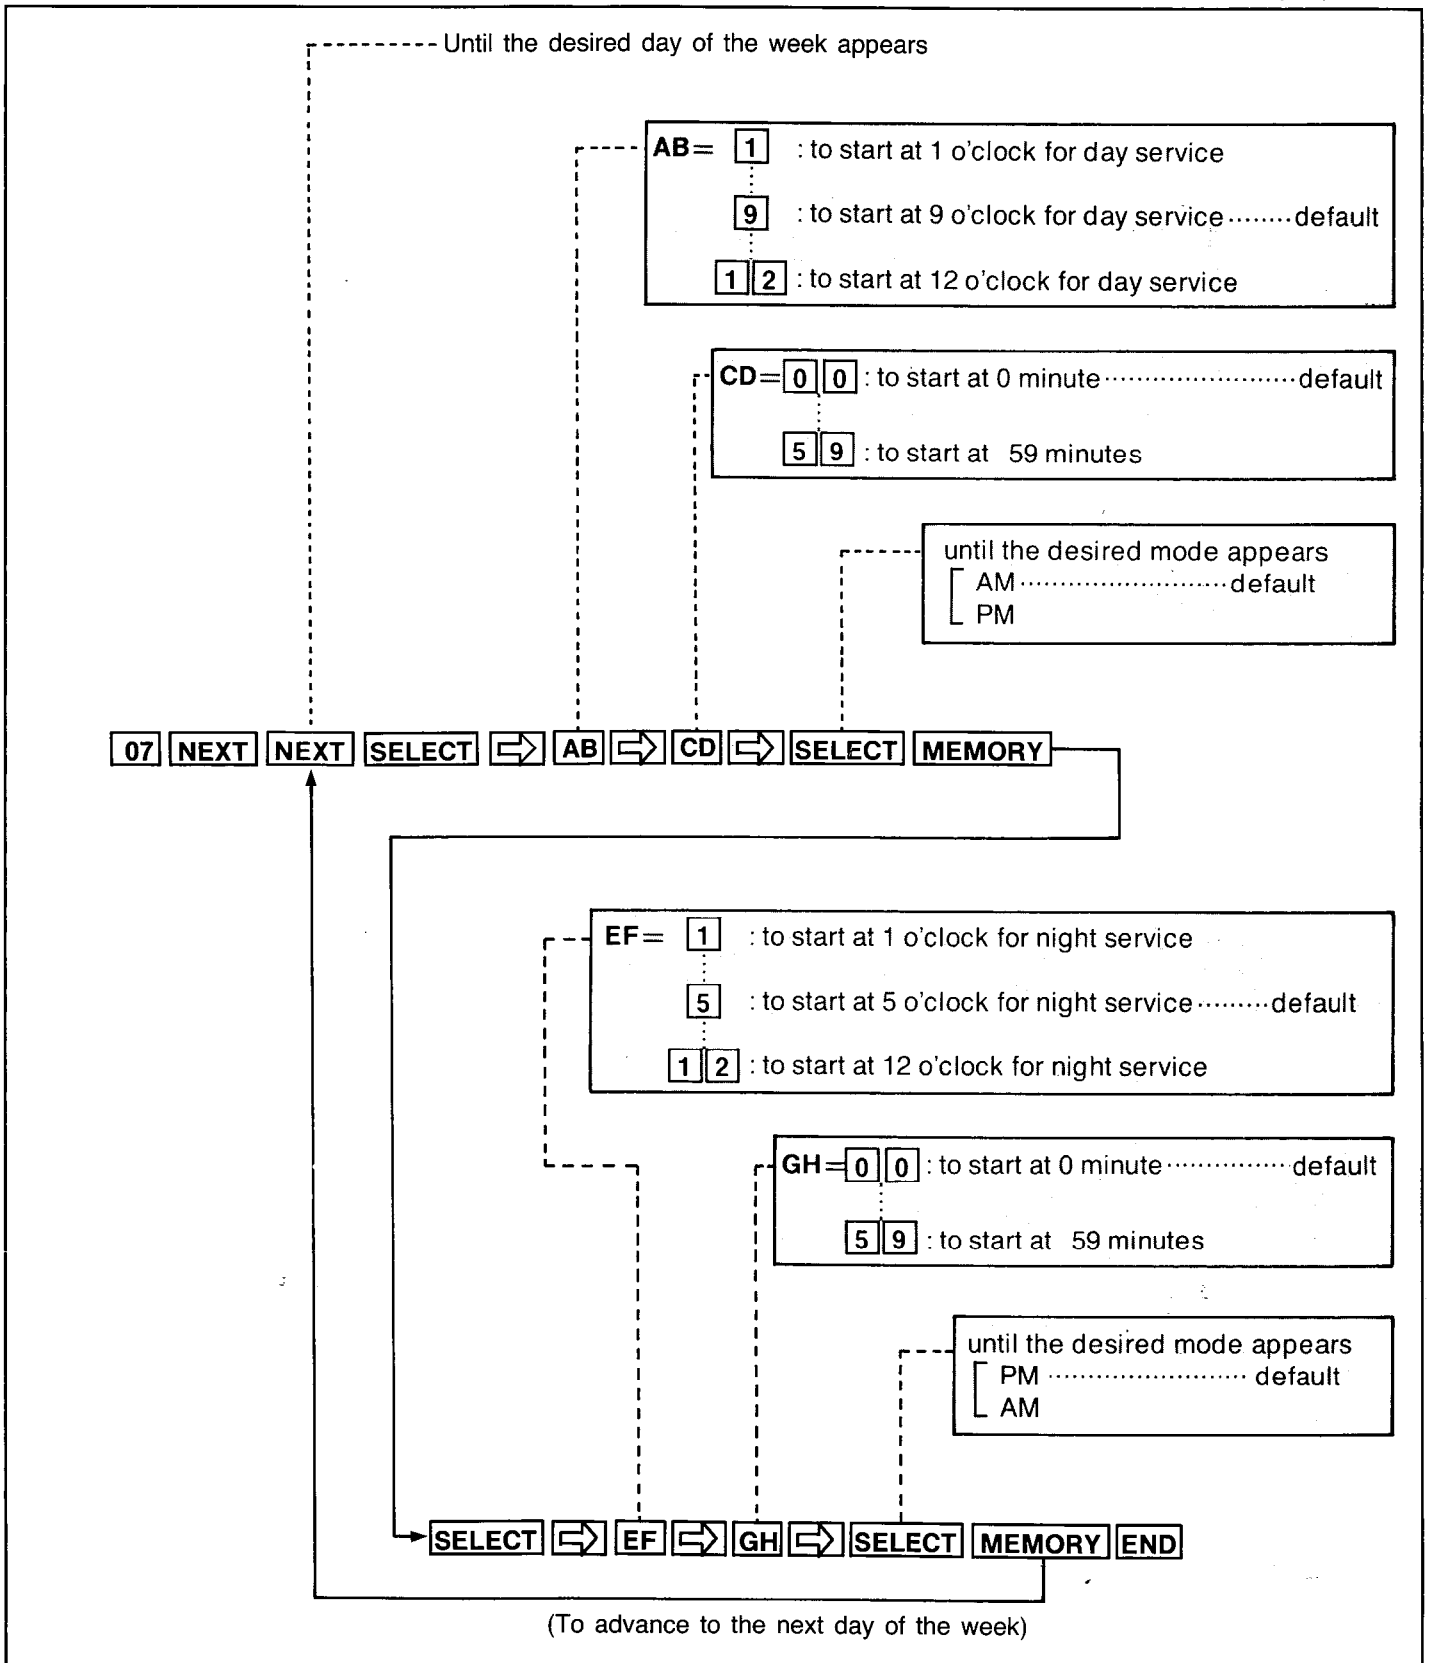 Until the desired day of the week appears
AB= 1 : to start at 1 o'clock for day service
9 : to start at 9 o'clock for day service ........ default
1 2 : to start at 12 o'clock for day service
CD= 0 0 : to start at 0 minute ........................ default
5 9 : to start at 59 minutes
until the desired mode appears
AM .......................... default
PM
07 NEXT NEXT SELECT ⇨ AB ⇨ CD ⇨ SELECT MEMORY
EF= 1 : to start at 1 o'clock for night service
5 : to start at 5 o'clock for night service ......... default
1 2 : to start at 12 o'clock for night service
GH= 0 0 : to start at 0 minute ............... default
5 9 : to start at 59 minutes
until the desired mode appears
PM ......................... default
AM
SELECT ⇨ EF ⇨ GH ⇨ SELECT MEMORY END
(To advance to the next day of the week)